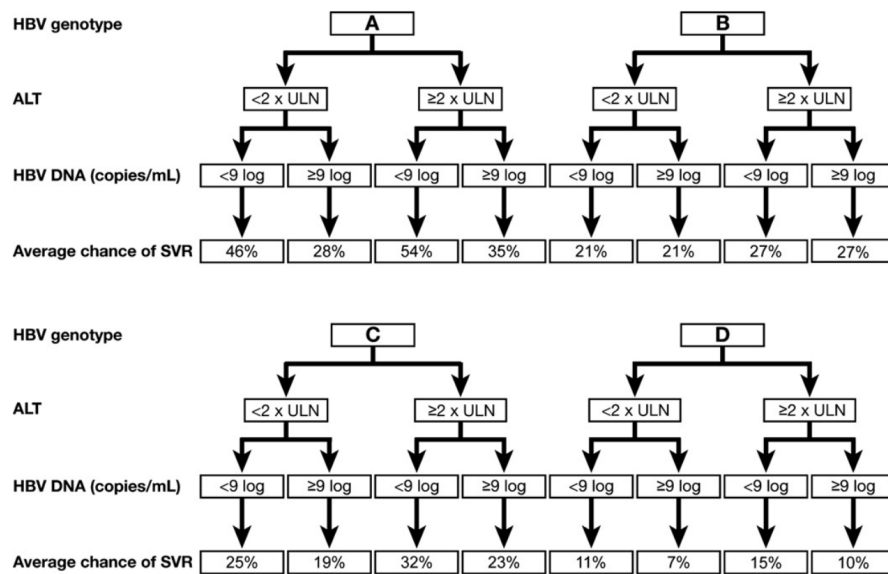 HBV genotype A B
ALT <2 x ULN ≥2 x ULN <2 x ULN ≥2 x ULN
HBV DNA (copies/mL) <9 log ≥9 log <9 log ≥9 log <9 log ≥9 log <9 log ≥9 log
Average chance of SVR 46% 28% 54% 35% 21% 21% 27% 27%
HBV genotype C D
ALT <2 x ULN ≥2 x ULN <2 x ULN ≥2 x ULN
HBV DNA (copies/mL) <9 log ≥9 log <9 log ≥9 log <9 log ≥9 log <9 log ≥9 log
Average chance of SVR 25% 19% 32% 23% 11% 7% 15% 10%